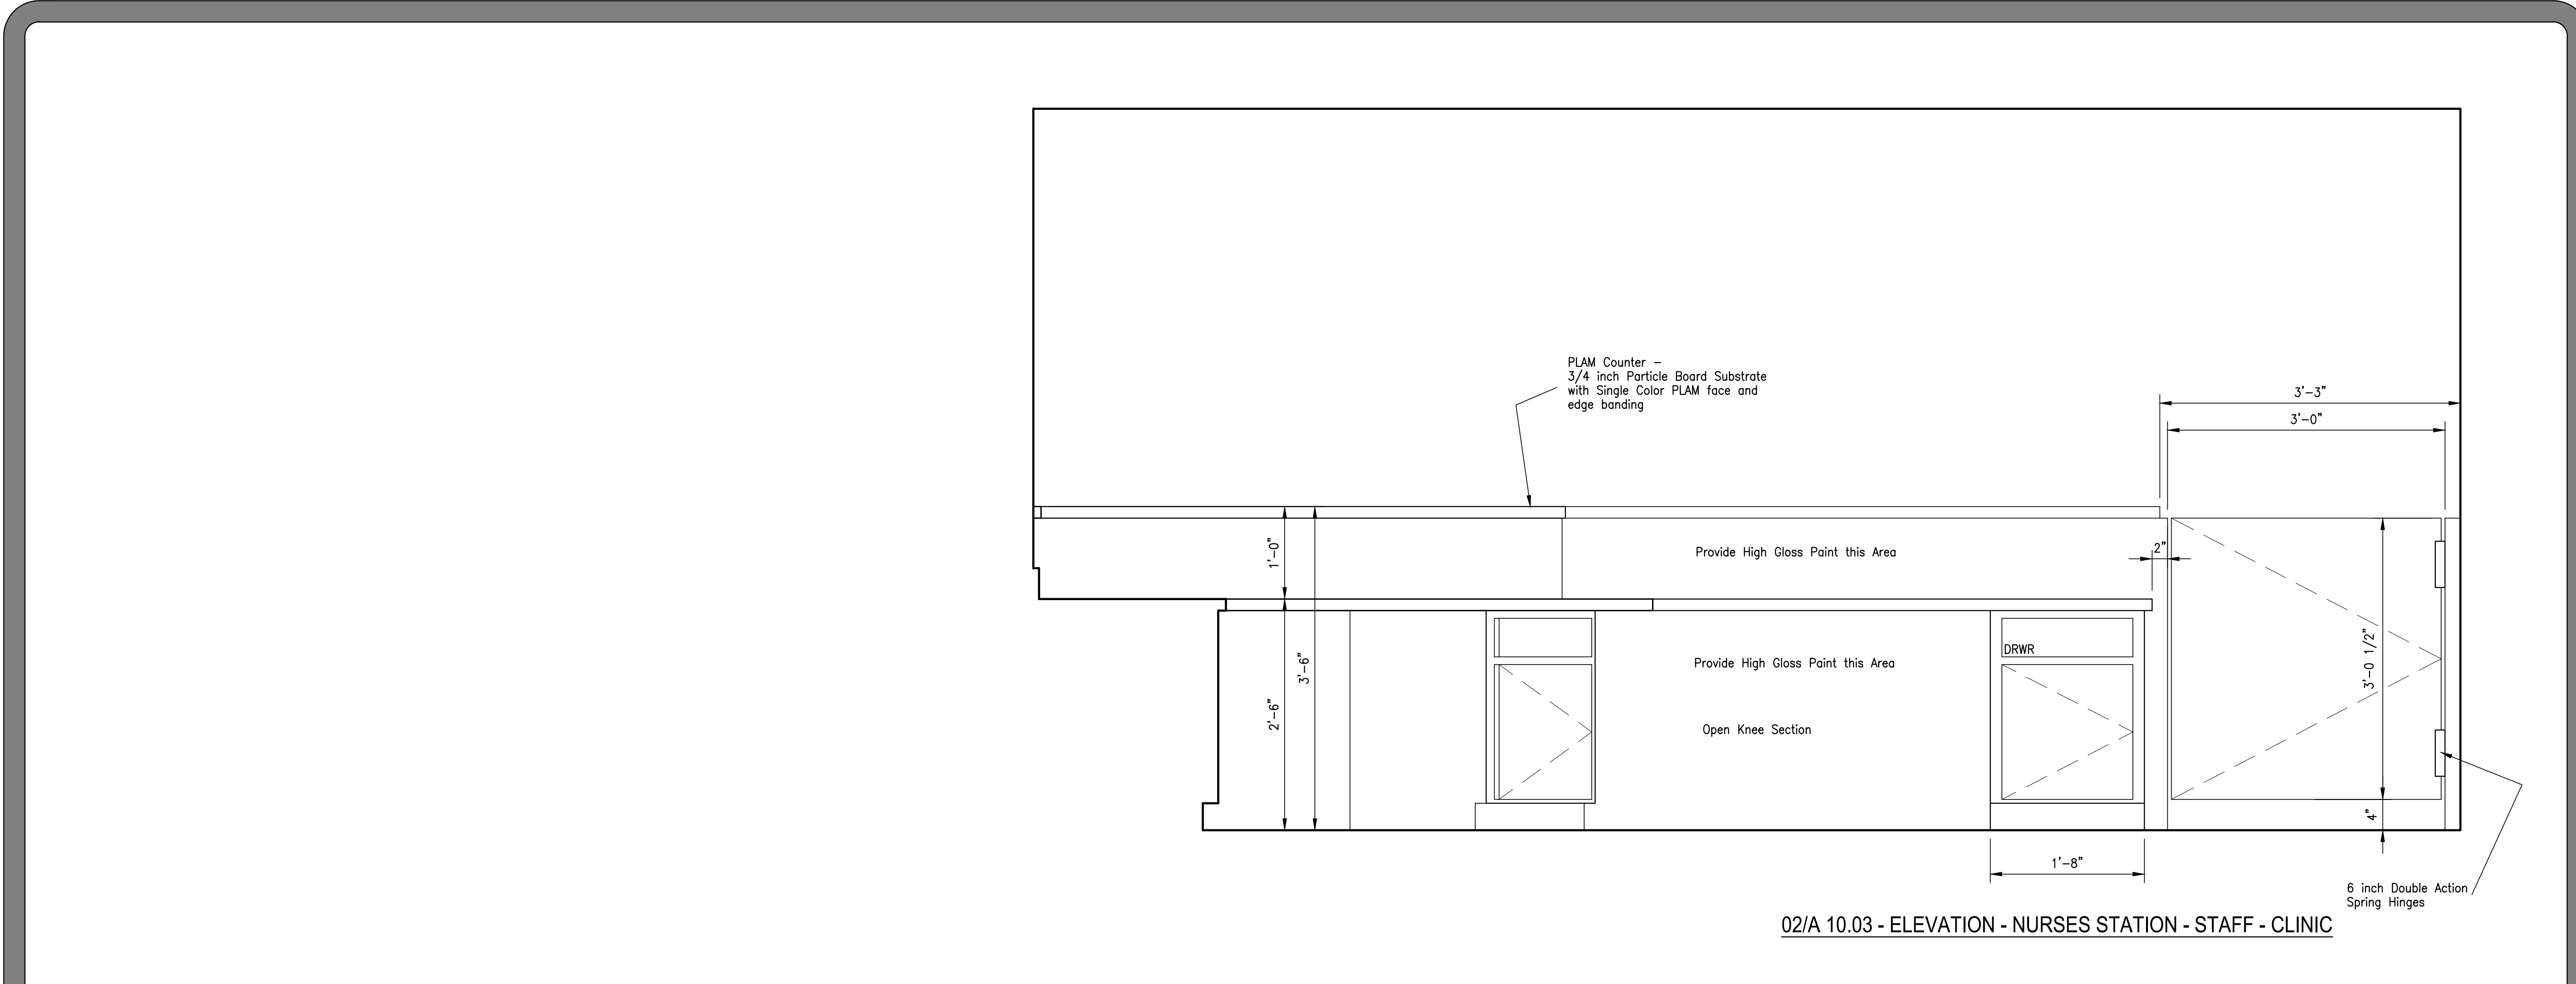 PLAM Counter –
3/4 inch Particle Board Substrate
with Single Color PLAM face and
edge banding
3'–3"
3'–0"
1'–0"
Provide High Gloss Paint this Area
2"
3'–6"
2'–6"
Provide High Gloss Paint this Area
DRWR
3'–0 1/2"
Open Knee Section
4"
1'–8"
6 inch Double Action
Spring Hinges
02/A 10.03 - ELEVATION - NURSES STATION - STAFF - CLINIC